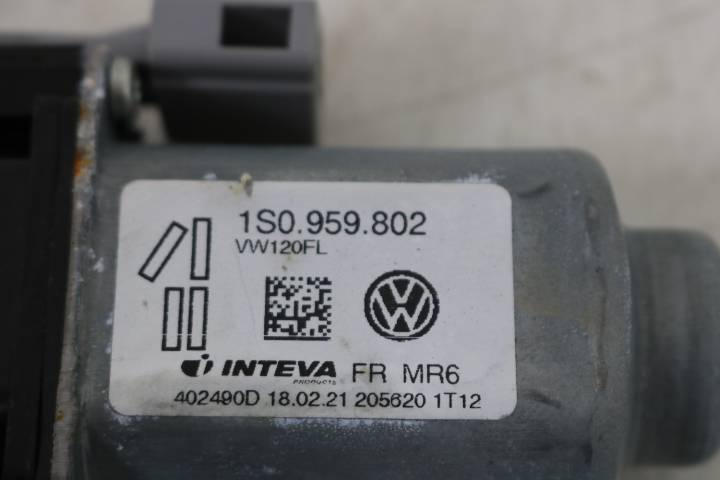 1S0.959.802
VW120FL
INTEVA FR MR6
PRODUCTS
402490D 18.02.21 205620 1T12